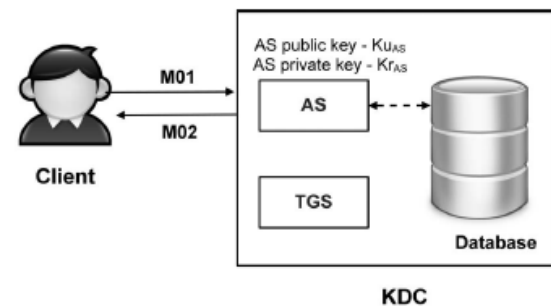 AS public key - KuAS
AS private key - KrAS
M01
AS
M02
Client
TGS
Database
KDC